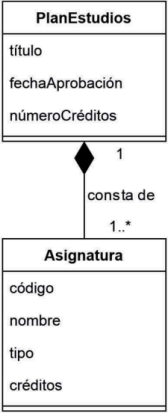 PlanEstudios
título
fechaAprobación
númeroCréditos
1
consta de
1..*
Asignatura
código
nombre
tipo
créditos